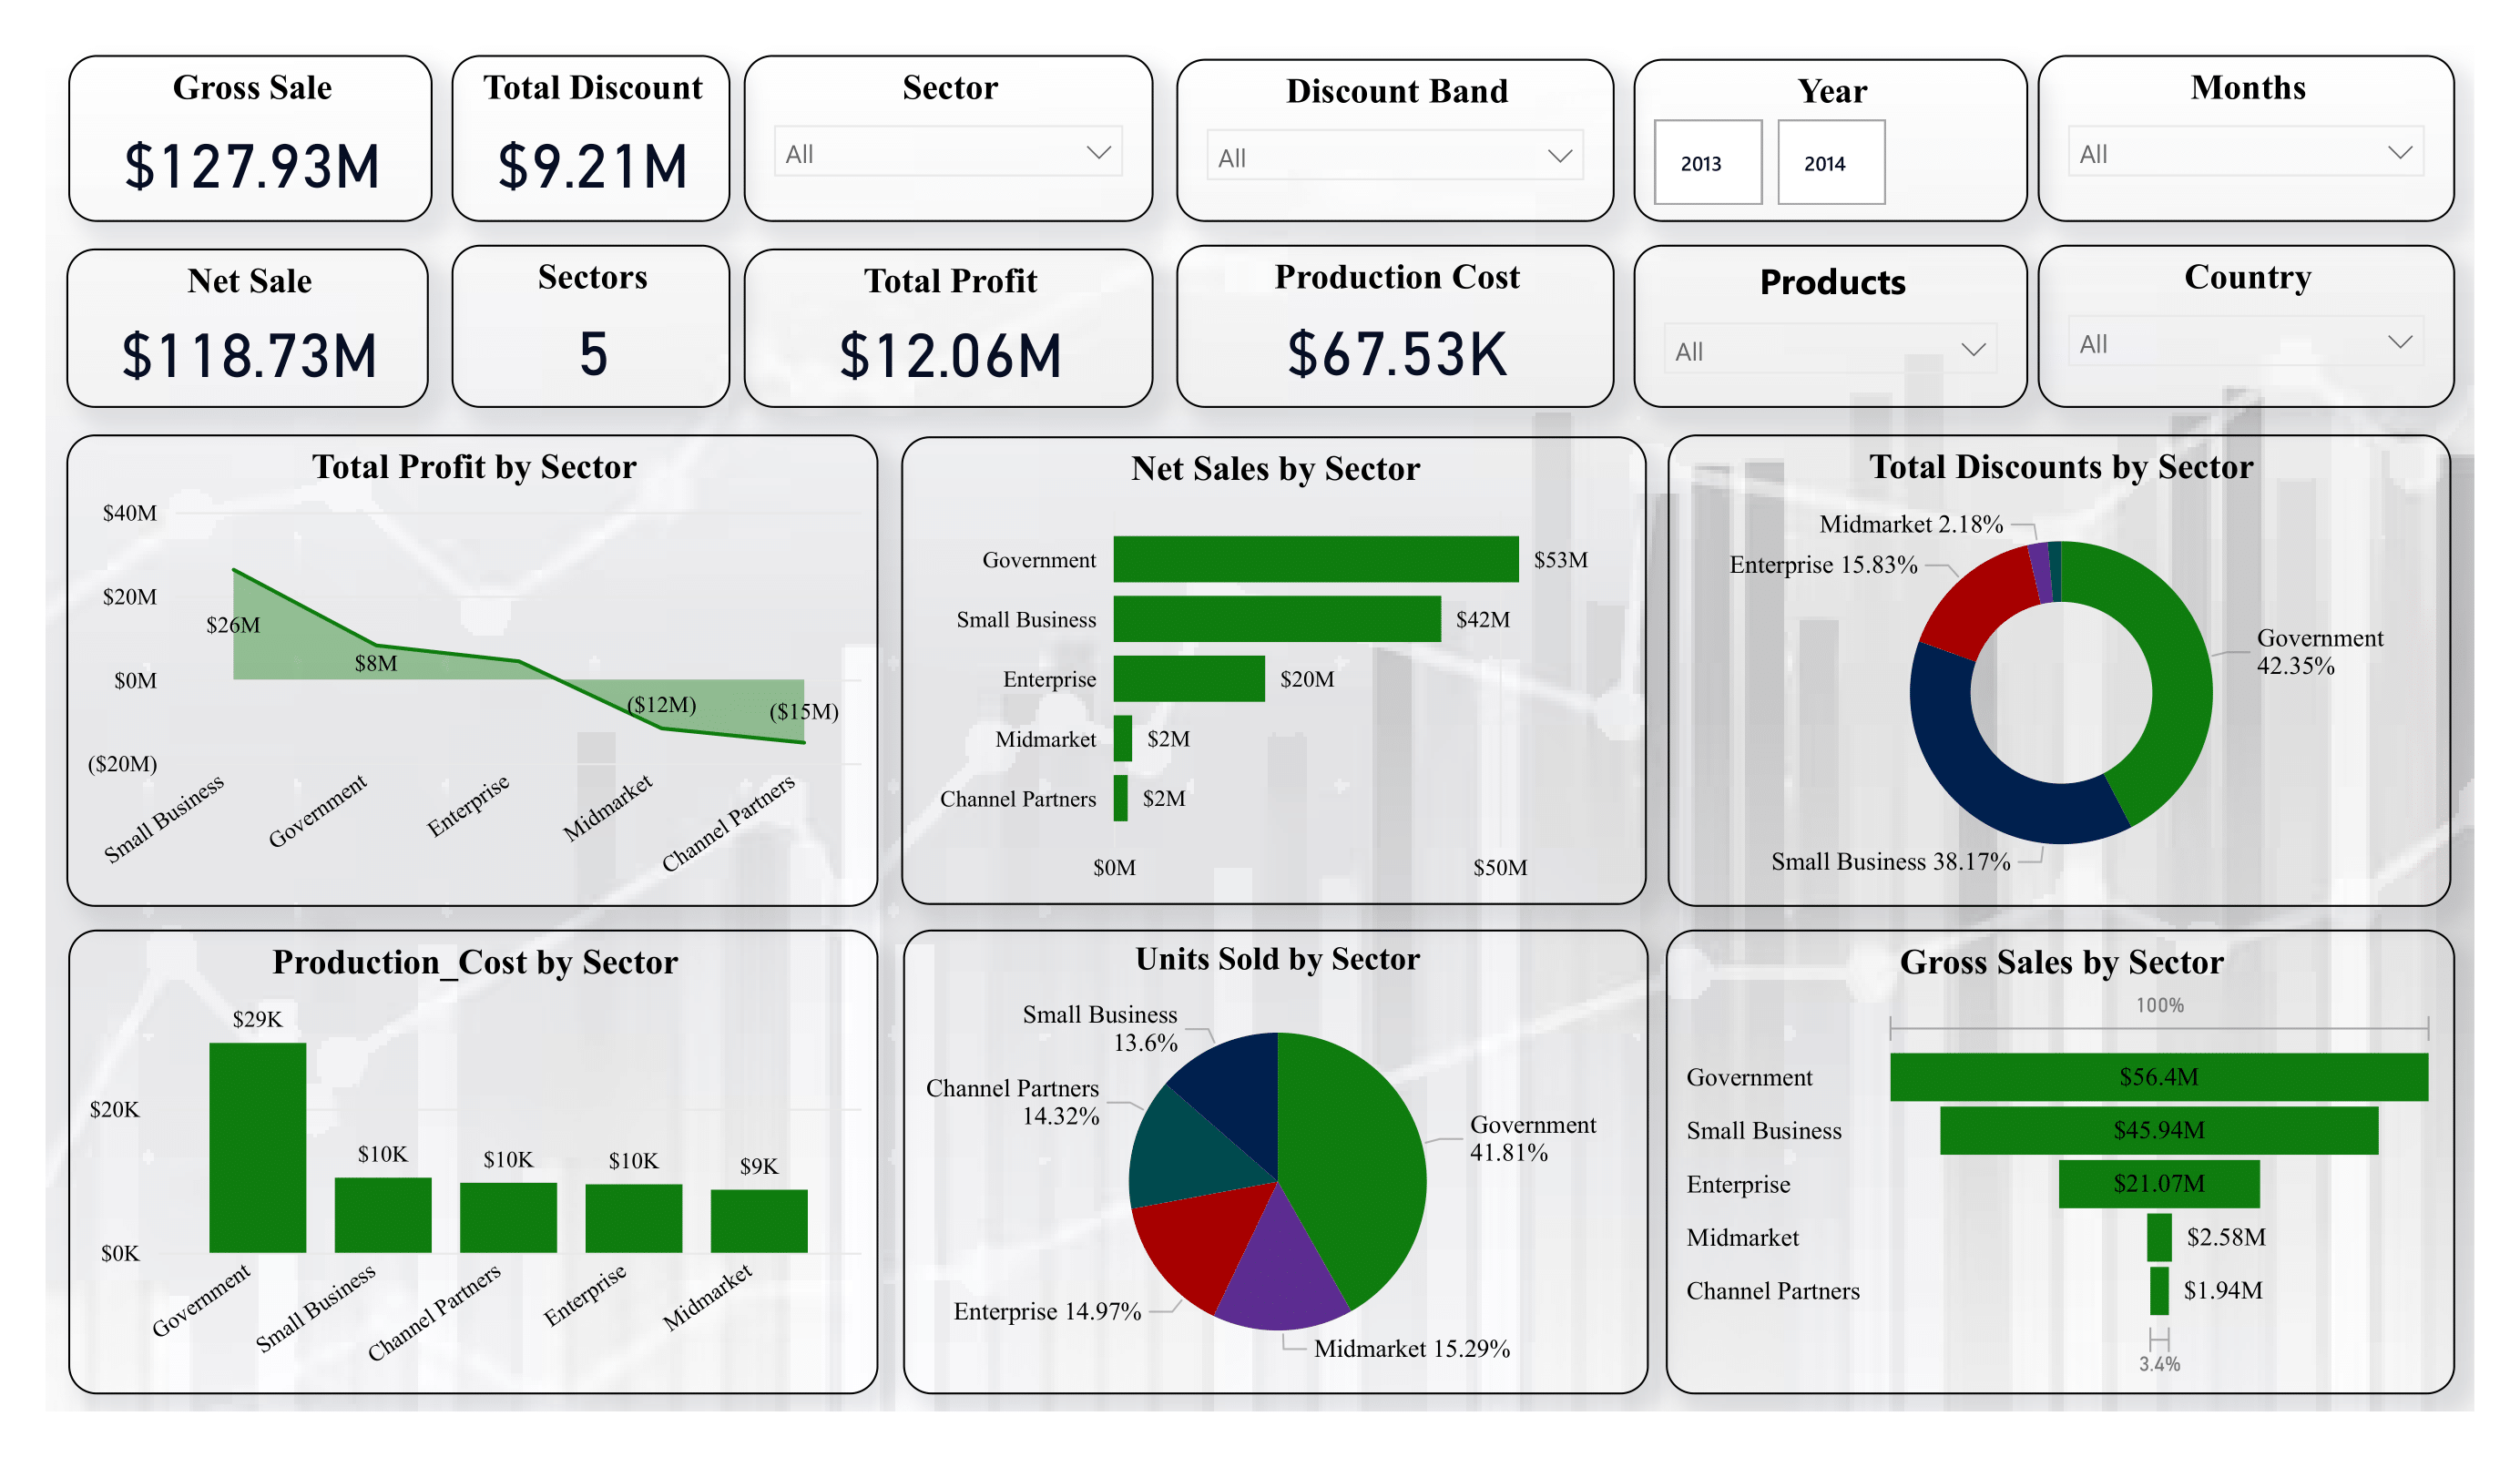 Gross Sale
$127.93M
Total Discount
$9.21M
Sector
All
Discount Band
All
Year
2013
2014
Months
All
Net Sale
$118.73M
Sectors
5
Total Profit
$12.06M
Production Cost
$67.53K
Products
All
Country
All
Total Profit by Sector
$40M
$20M
$0M
($20M)
$26M
$8M
($12M)
($15M)
Small Business
Government
Enterprise
Midmarket
Channel Partners
Net Sales by Sector
Government
$53M
Small Business
$42M
Enterprise
$20M
Midmarket
$2M
Channel Partners
$2M
$0M
$50M
Total Discounts by Sector
Midmarket 2.18%
Enterprise 15.83%
Government
42.35%
Small Business 38.17%
Production_Cost by Sector
$29K
$20K
$10K
$10K
$10K
$9K
$0K
Government
Small Business
Channel Partners
Enterprise
Midmarket
Units Sold by Sector
Small Business
13.6%
Channel Partners
14.32%
Government
41.81%
Enterprise 14.97%
Midmarket 15.29%
Gross Sales by Sector
100%
Government
$56.4M
Small Business
$45.94M
Enterprise
$21.07M
Midmarket
$2.58M
Channel Partners
$1.94M
3.4%